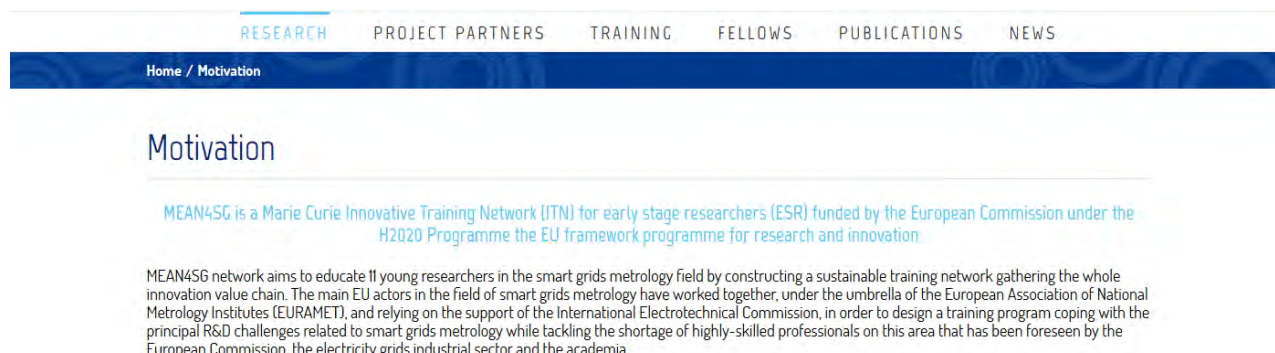 RESEARCH PROJECT PARTNERS TRAINING FELLOWS PUBLICATIONS NEWS
Home / Motivation
Motivation
MEAN4SG is a Marie Curie Innovative Training Network (ITN) for early stage researchers (ESR) funded by the European Commission under the
H2020 Programme the EU framework programme for research and innovation
MEAN4SG network aims to educate 11 young researchers in the smart grids metrology field by constructing a sustainable training network gathering the whole
innovation value chain. The main EU actors in the field of smart grids metrology have worked together, under the umbrella of the European Association of National
Metrology Institutes (EURAMET), and relying on the support of the International Electrotechnical Commission, in order to design a training program coping with the
principal R&D challenges related to smart grids metrology while tackling the shortage of highly-skilled professionals on this area that has been foreseen by the
European Commission, the electricity grids industrial sector and the academia